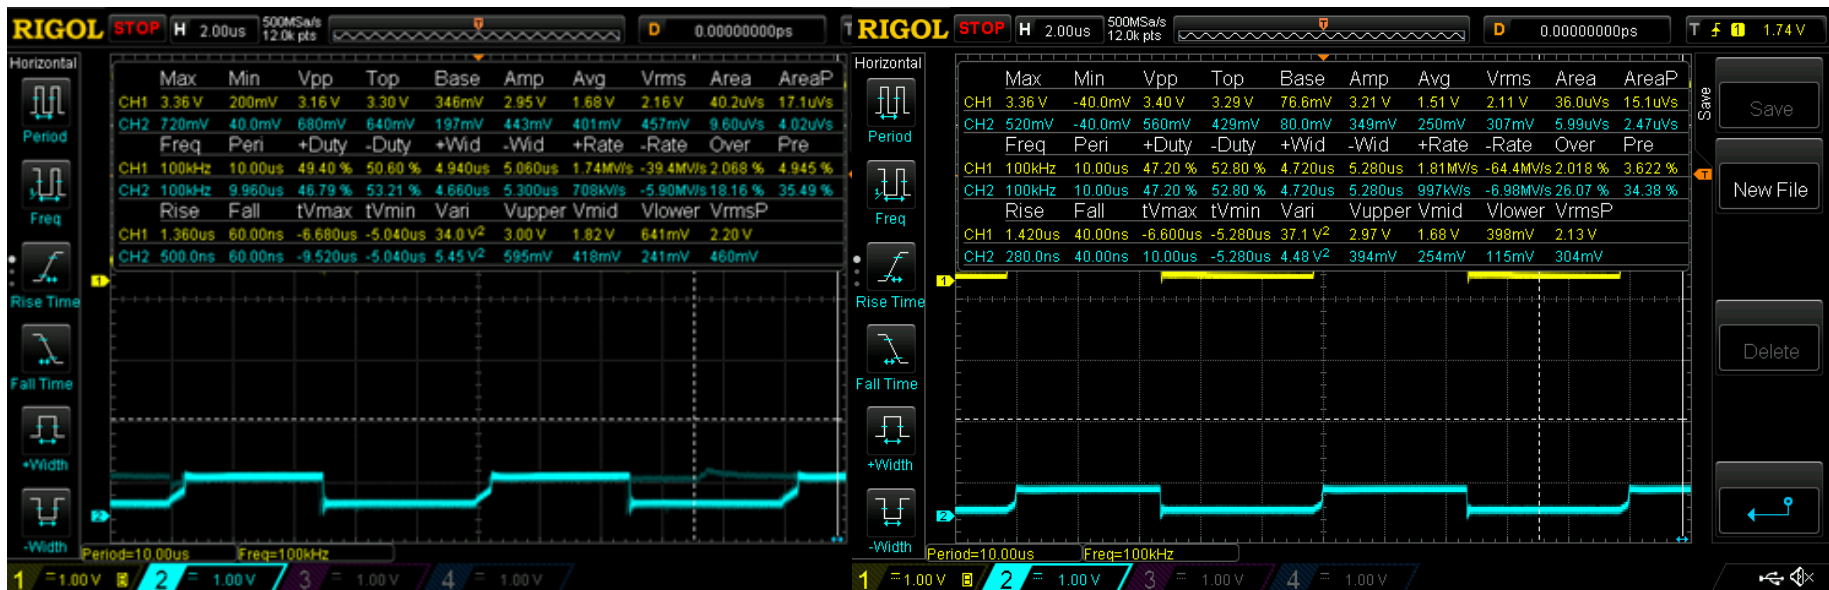 RIGOL STOP H 2.00us 500MSa/s 12.0k pts T D 0.00000000ps T
Horizontal
Max Min Vpp Top Base Amp Avg Vrms Area AreaP
CH1 3.36 V 200mV 3.16 V 3.30 V 346mV 2.95 V 1.68 V 2.16 V 40.2uVs 17.1uVs
CH2 720mV 40.0mV 680mV 640mV 197mV 443mV 401mV 457mV 9.60uVs 4.02uVs
Freq Peri +Duty -Duty +Wid -Wid +Rate -Rate Over Pre
CH1 100kHz 10.00us 49.40 % 50.60 % 4.940us 5.060us 1.74MV/s -39.4MV/s 2.068 % 4.945 %
CH2 100kHz 9.960us 46.79 % 53.21 % 4.660us 5.300us 708kV/s -5.90MV/s 18.16 % 35.49 %
Rise Fall tVmax tVmin Vari Vupper Vmid Vlower VrmsP
CH1 1.360us 60.00ns -6.680us -5.040us 34.0 V² 3.00 V 1.82 V 641mV 2.20 V
CH2 500.0ns 60.00ns -9.520us -5.040us 5.45 V² 595mV 418mV 241mV 460mV
Period
Freq
Rise Time
Fall Time
+Width
-Width
1
2
Period=10.00us Freq=100kHz
1 =1.00 V B 2 = 1.00 V 3 = 1.00 V 4 = 1.00 V
RIGOL STOP H 2.00us 500MSa/s 12.0k pts T D 0.00000000ps T 1 1.74 V
Horizontal
Max Min Vpp Top Base Amp Avg Vrms Area AreaP
CH1 3.36 V -40.0mV 3.40 V 3.29 V 76.6mV 3.21 V 1.51 V 2.11 V 36.0uVs 15.1uVs
CH2 520mV -40.0mV 560mV 429mV 80.0mV 349mV 250mV 307mV 5.99uVs 2.47uVs
Freq Peri +Duty -Duty +Wid -Wid +Rate -Rate Over Pre
CH1 100kHz 10.00us 47.20 % 52.80 % 4.720us 5.280us 1.81MV/s -64.4MV/s 2.018 % 3.622 %
CH2 100kHz 10.00us 47.20 % 52.80 % 4.720us 5.280us 997kV/s -6.98MV/s 26.07 % 34.38 %
Rise Fall tVmax tVmin Vari Vupper Vmid Vlower VrmsP
CH1 1.420us 40.00ns -6.600us -5.280us 37.1 V² 2.97 V 1.68 V 398mV 2.13 V
CH2 280.0ns 40.00ns 10.00us -5.280us 4.48 V² 394mV 254mV 115mV 304mV
Period
Freq
Rise Time
Fall Time
+Width
-Width
1
2
T
Period=10.00us Freq=100kHz
1 =1.00 V B 2 = 1.00 V 3 = 1.00 V 4 = 1.00 V
Save
Save
New File
Delete